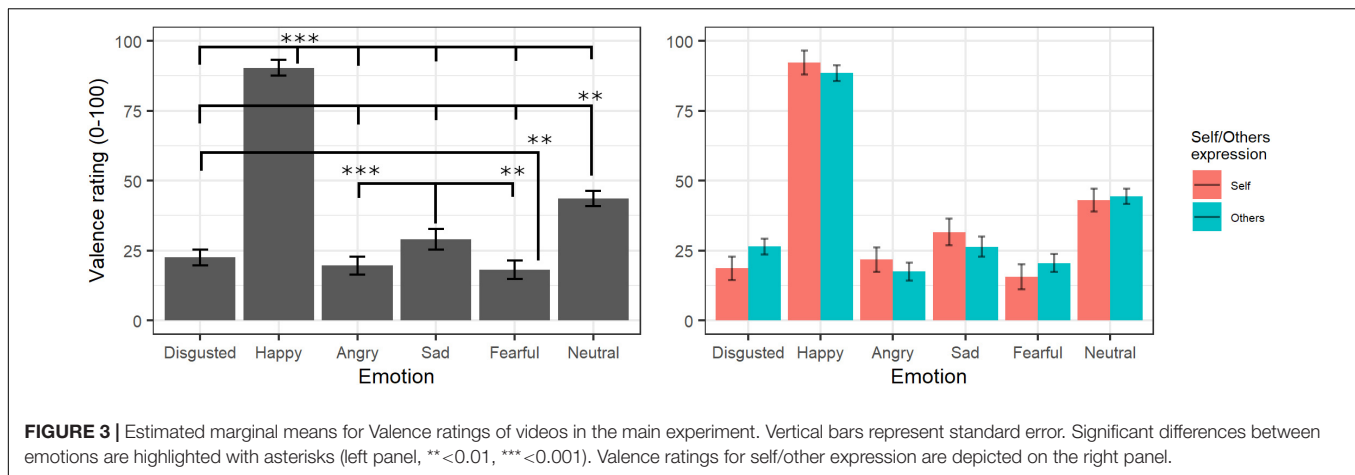 100
75
50
25
0
Valence rating (0-100)
***
**
**
***
**
Disgusted Happy Angry Sad Fearful Neutral
Emotion
100
75
50
25
0
Disgusted Happy Angry Sad Fearful Neutral
Emotion
Self/Others
expression
Self
Others
FIGURE 3 | Estimated marginal means for Valence ratings of videos in the main experiment. Vertical bars represent standard error. Significant differences between
emotions are highlighted with asterisks (left panel, **<0.01, ***<0.001). Valence ratings for self/other expression are depicted on the right panel.